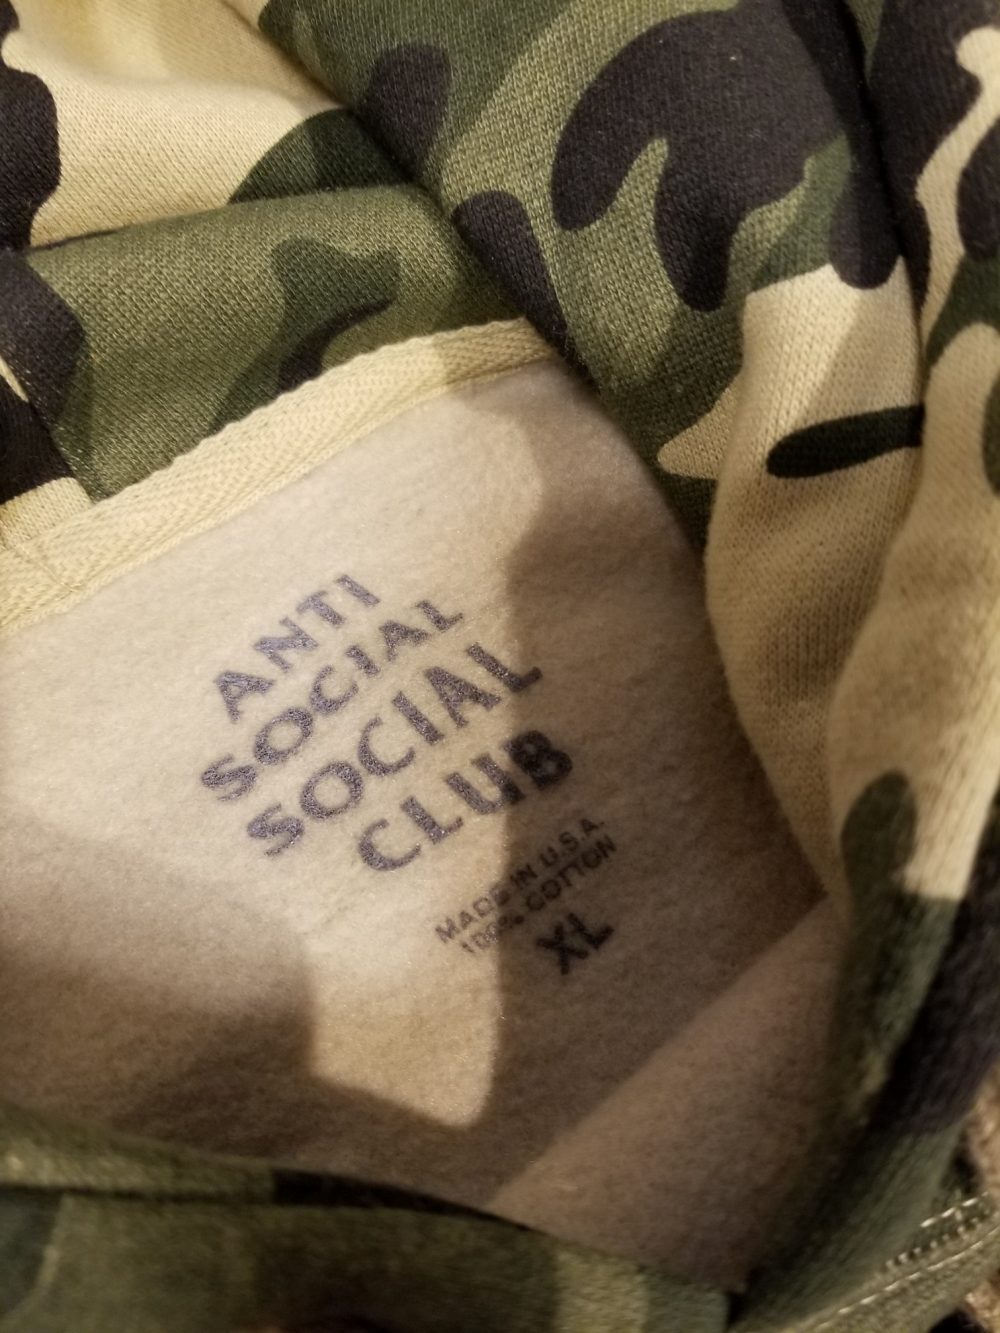 ANTI
SOCIAL
SOCIAL
CLUB
MADE IN U.S.A.
100% COTTON
XL